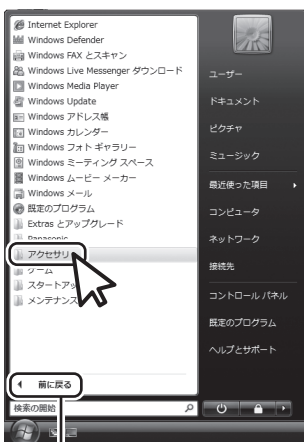 Internet Explorer
Windows Defender
Windows FAX とスキャン
Windows Live Messenger ダウンロード
Windows Media Player
Windows Update
Windows アドレス帳
Windows カレンダー
Windows フォト ギャラリー
Windows ミーティング スペース
Windows ムービー メーカー
Windows メール
既定のプログラム
Extras とアップグレード
Panasonic
アクセサリ
ゲーム
スタートアッ
メンテナンス
前に戻る
検索の開始
ユーザー
ドキュメント
ピクチャ
ミュージック
最近使った項目
コンピュータ
ネットワーク
接続先
コントロール パネル
既定のプログラム
ヘルプとサポート